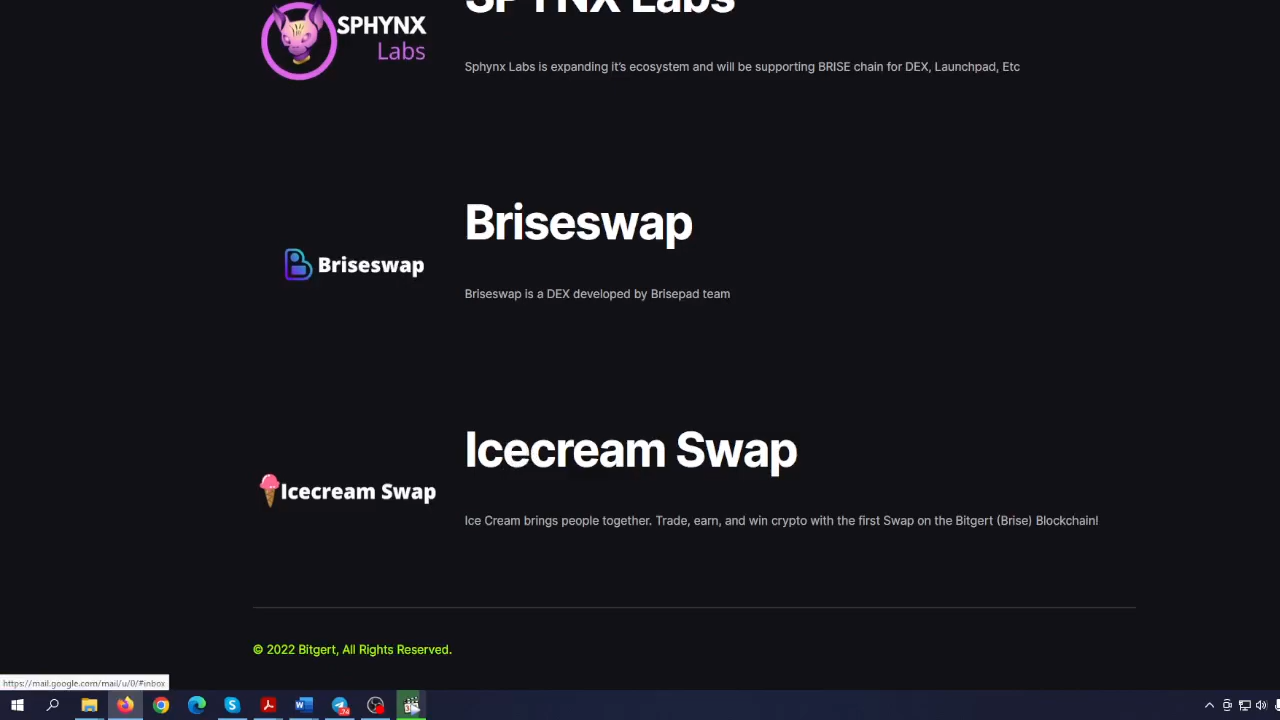 SPYNX Labs
SPHYNX
Labs
Sphynx Labs is expanding it's ecosystem and will be supporting BRISE chain for DEX, Launchpad, Etc
Briseswap
Briseswap
Briseswap is a DEX developed by Brisepad team
Icecream Swap
Icecream Swap
Ice Cream brings people together. Trade, earn, and win crypto with the first Swap on the Bitgert (Brise) Blockchain!
© 2022 Bitgert, All Rights Reserved.
https://mail.google.com/mail/u/0/#inbox